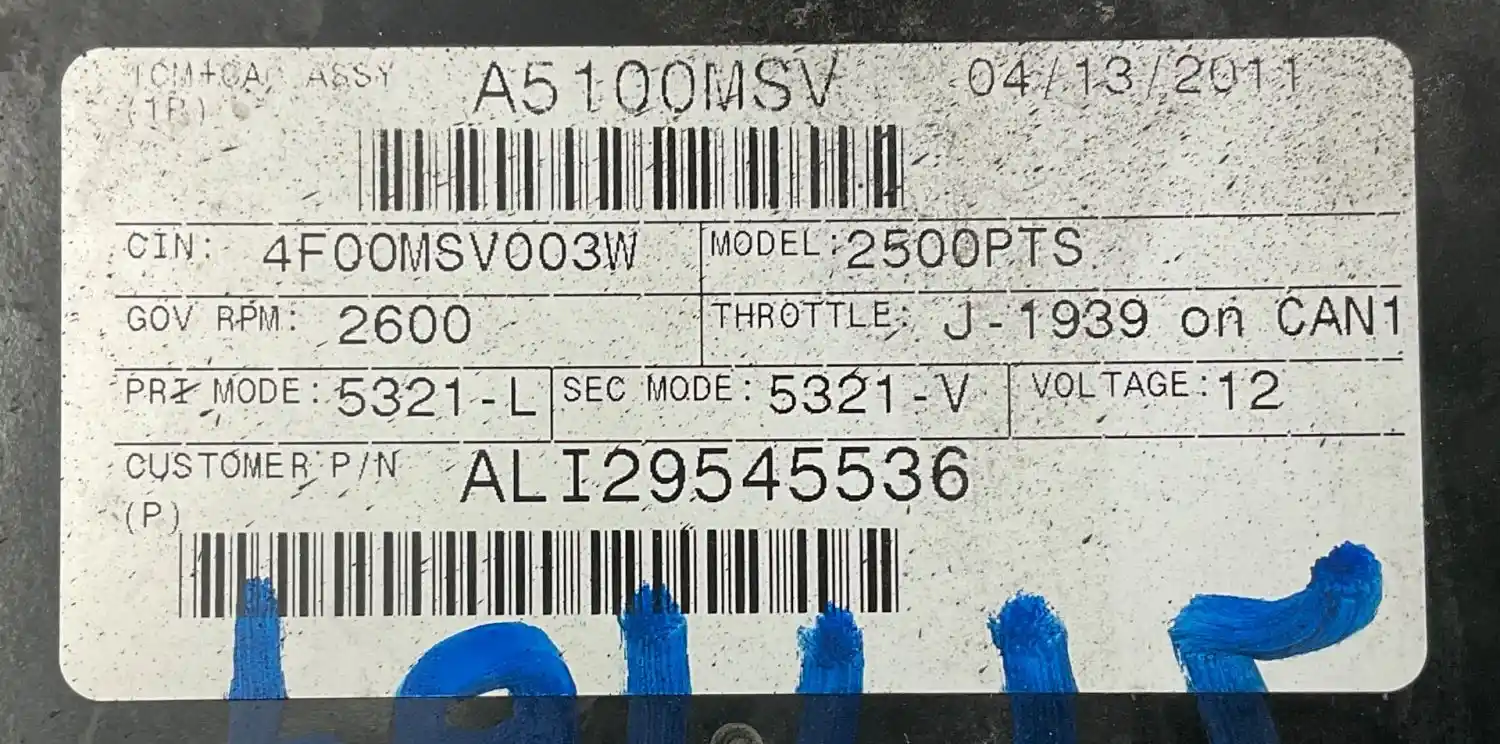 TCM+CAL ASSY A5100MSV 04/13/2011
(1P)
CIN: 4F00MSV003W MODEL: 2500PTS
GOV RPM: 2600 THROTTLE: J-1939 on CAN1
PRI MODE: 5321-L SEC MODE: 5321-V VOLTAGE: 12
CUSTOMER P/N ALI29545536
(P)